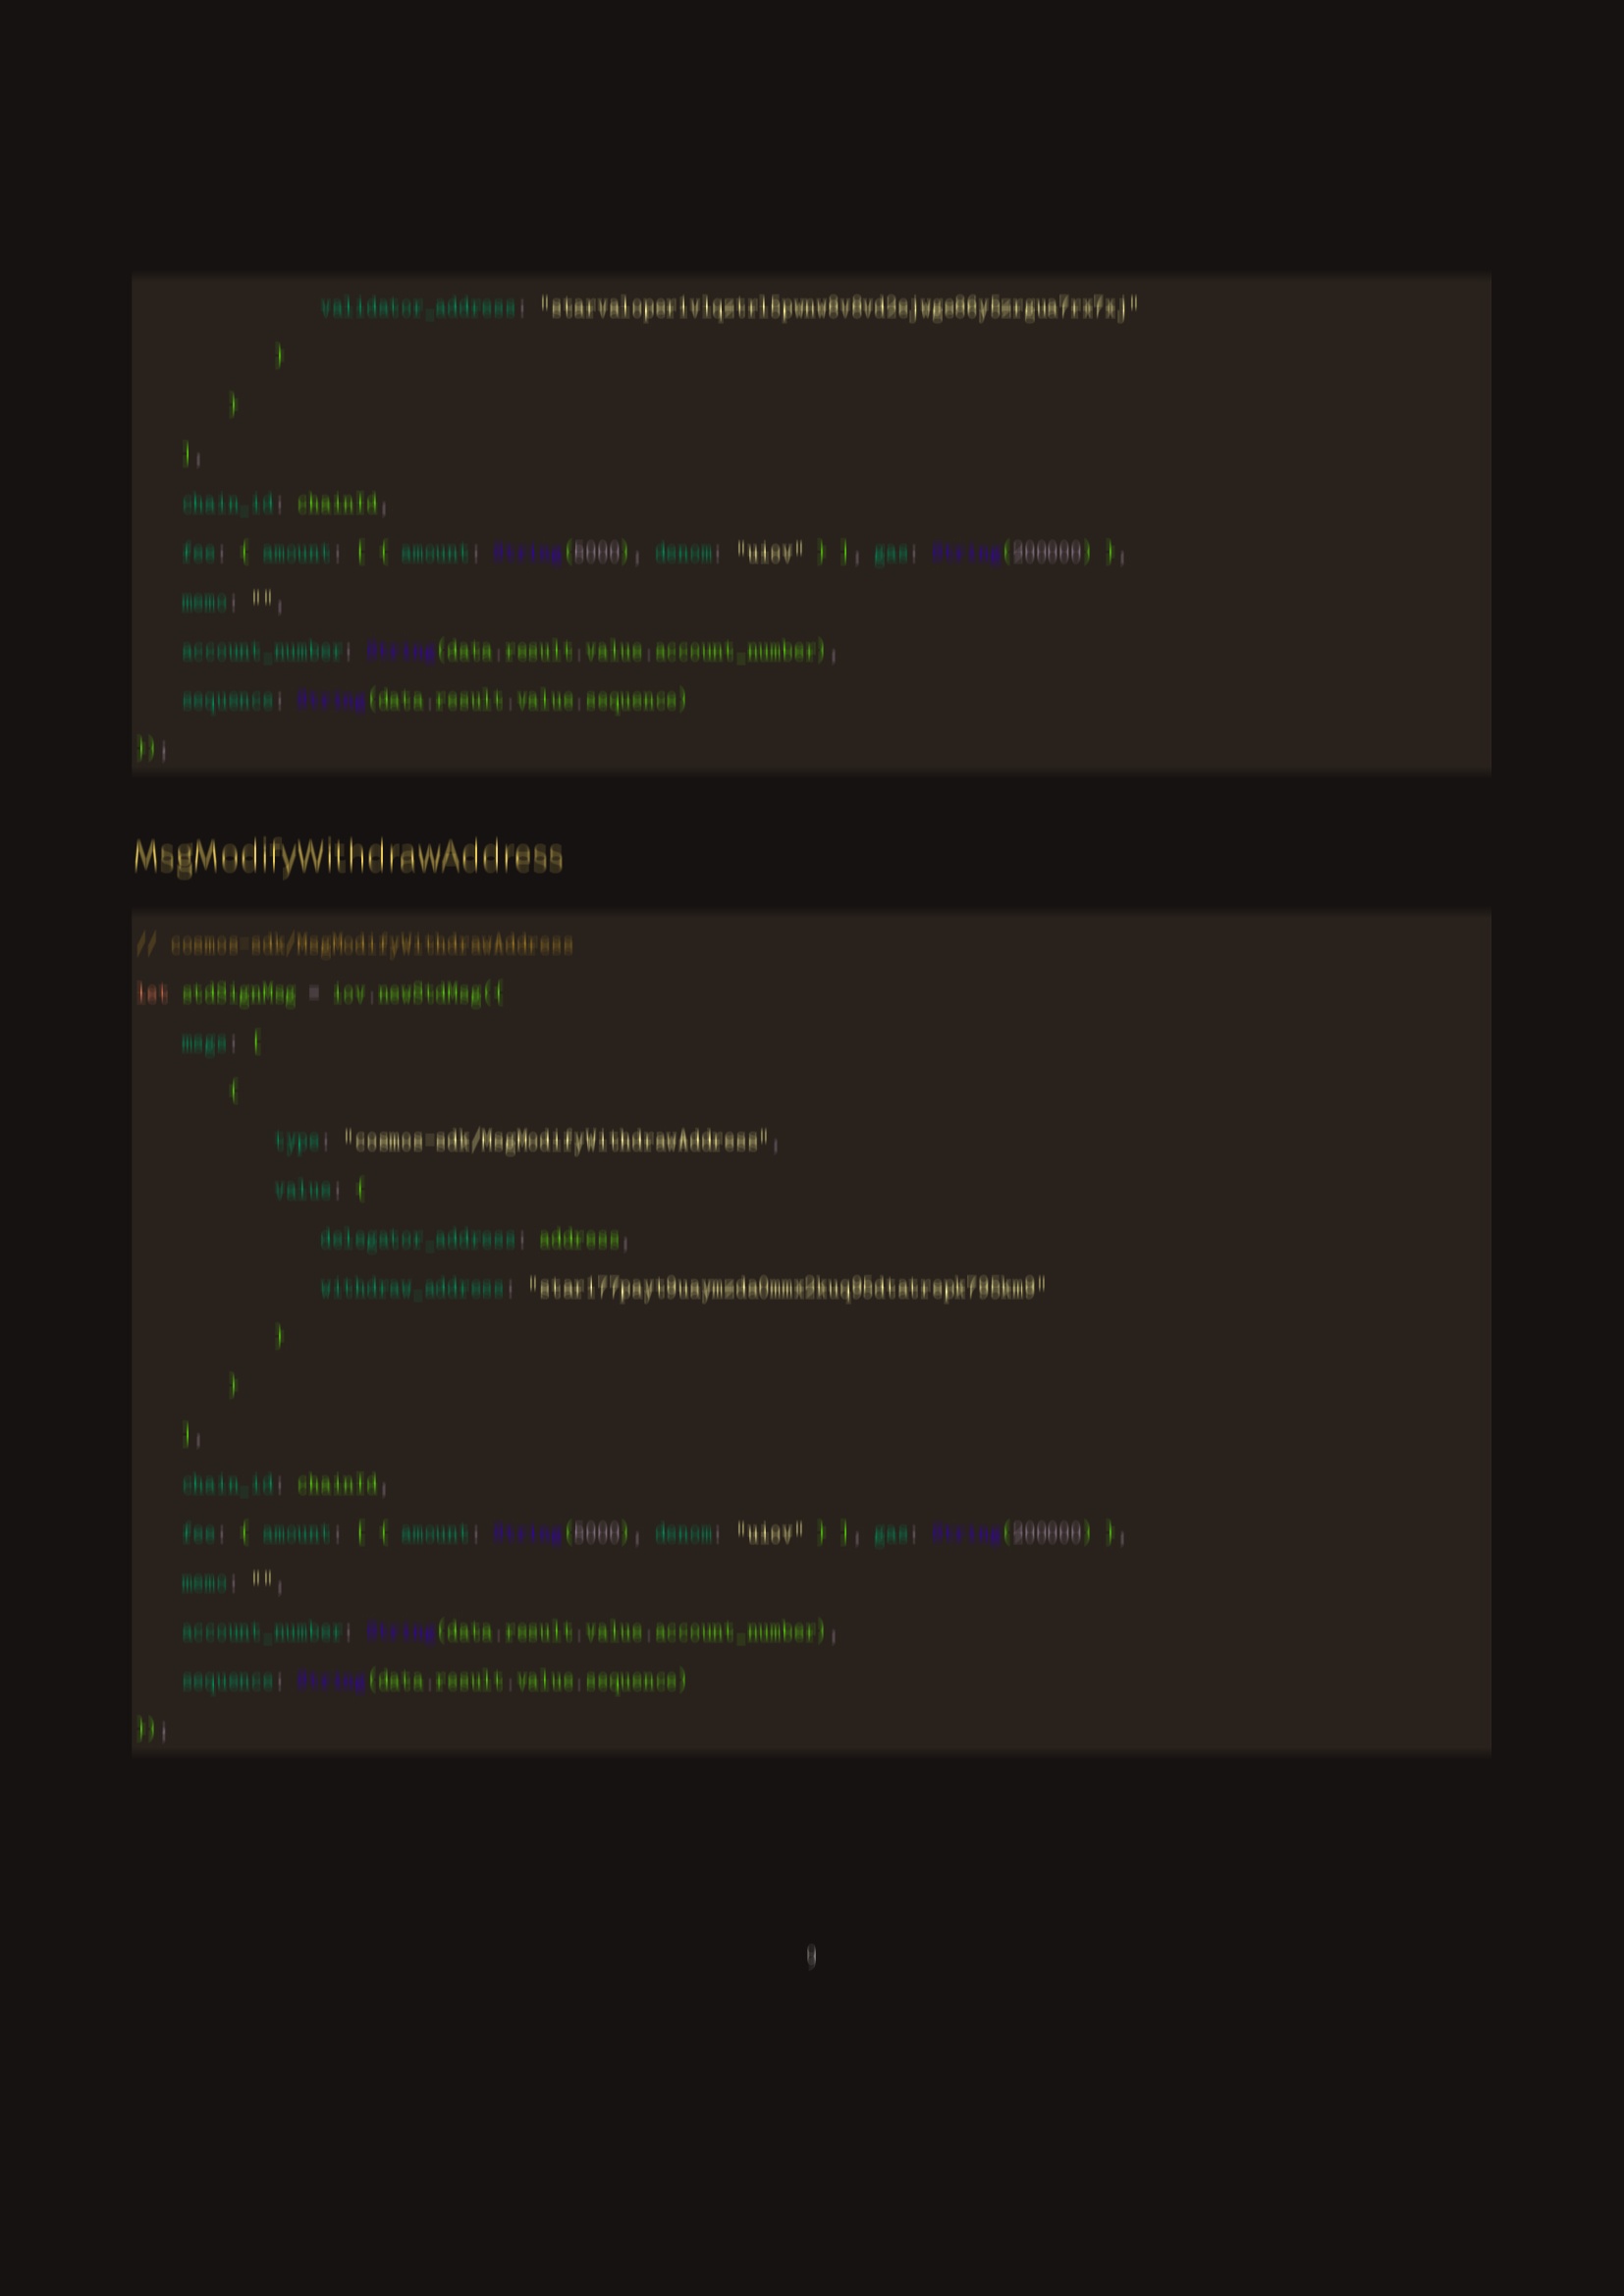 validator_address:
}
}
],
chain_id: chainId,
fee: { amount: [ { amount: String(5000), denom: "uiov" } ], gas: String(200000) },
memo: "",
account_number: String(data.result.value.account_number),
sequence: String(data.result.value.sequence)
});
MsgModifyWithdrawAddress
// cosmos-sdk/MsgModifyWithdrawAddress
let stdSignMsg = iov.newStdMsg({
msgs: [
{
type: "cosmos-sdk/MsgModifyWithdrawAddress",
value: {
delegator_address: address,
withdraw_address:
}
}
],
chain_id: chainId,
fee: { amount: [ { amount: String(5000), denom: "uiov" } ], gas: String(200000) },
memo: "",
account_number: String(data.result.value.account_number),
sequence: String(data.result.value.sequence)
});
9